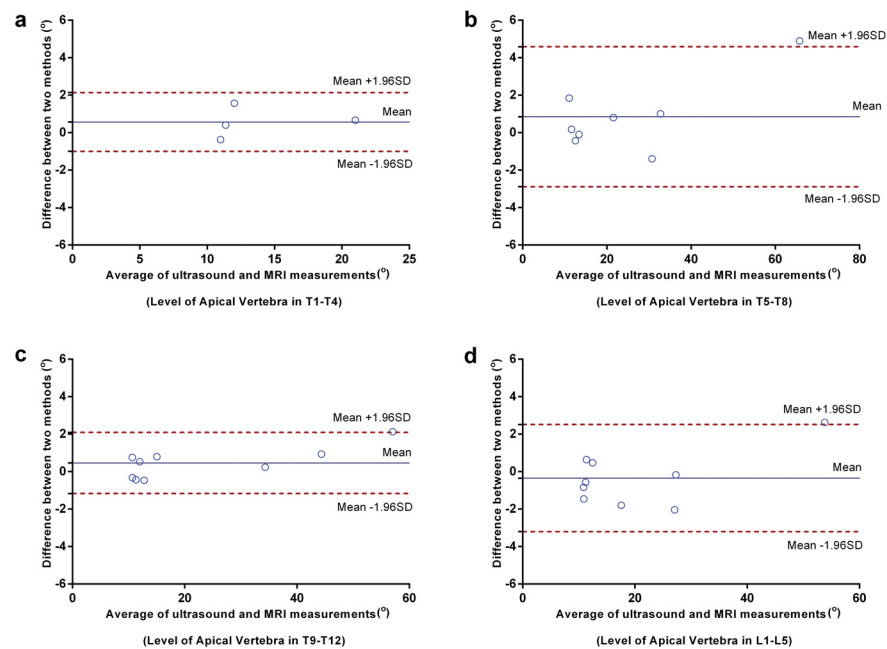 a
6
4
2
0
-2
-4
-6
Difference between two methods (°)
Mean +1.96SD
Mean
Mean -1.96SD
0
5
10
15
20
25
Average of ultrasound and MRI measurements(°)
(Level of Apical Vertebra in T1-T4)
b
6
4
2
0
-2
-4
-6
Difference between two methods (°)
Mean +1.96SD
Mean
Mean -1.96SD
0
20
40
60
80
Average of ultrasound and MRI measurements(°)
(Level of Apical Vertebra in T5-T8)
c
6
4
2
0
-2
-4
-6
Difference between two methods (°)
Mean +1.96SD
Mean
Mean -1.96SD
0
20
40
60
Average of ultrasound and MRI measurements(°)
(Level of Apical Vertebra in T9-T12)
d
6
4
2
0
-2
-4
-6
Difference between two methods (°)
Mean +1.96SD
Mean
Mean -1.96SD
0
20
40
60
Average of ultrasound and MRI measurements(°)
(Level of Apical Vertebra in L1-L5)